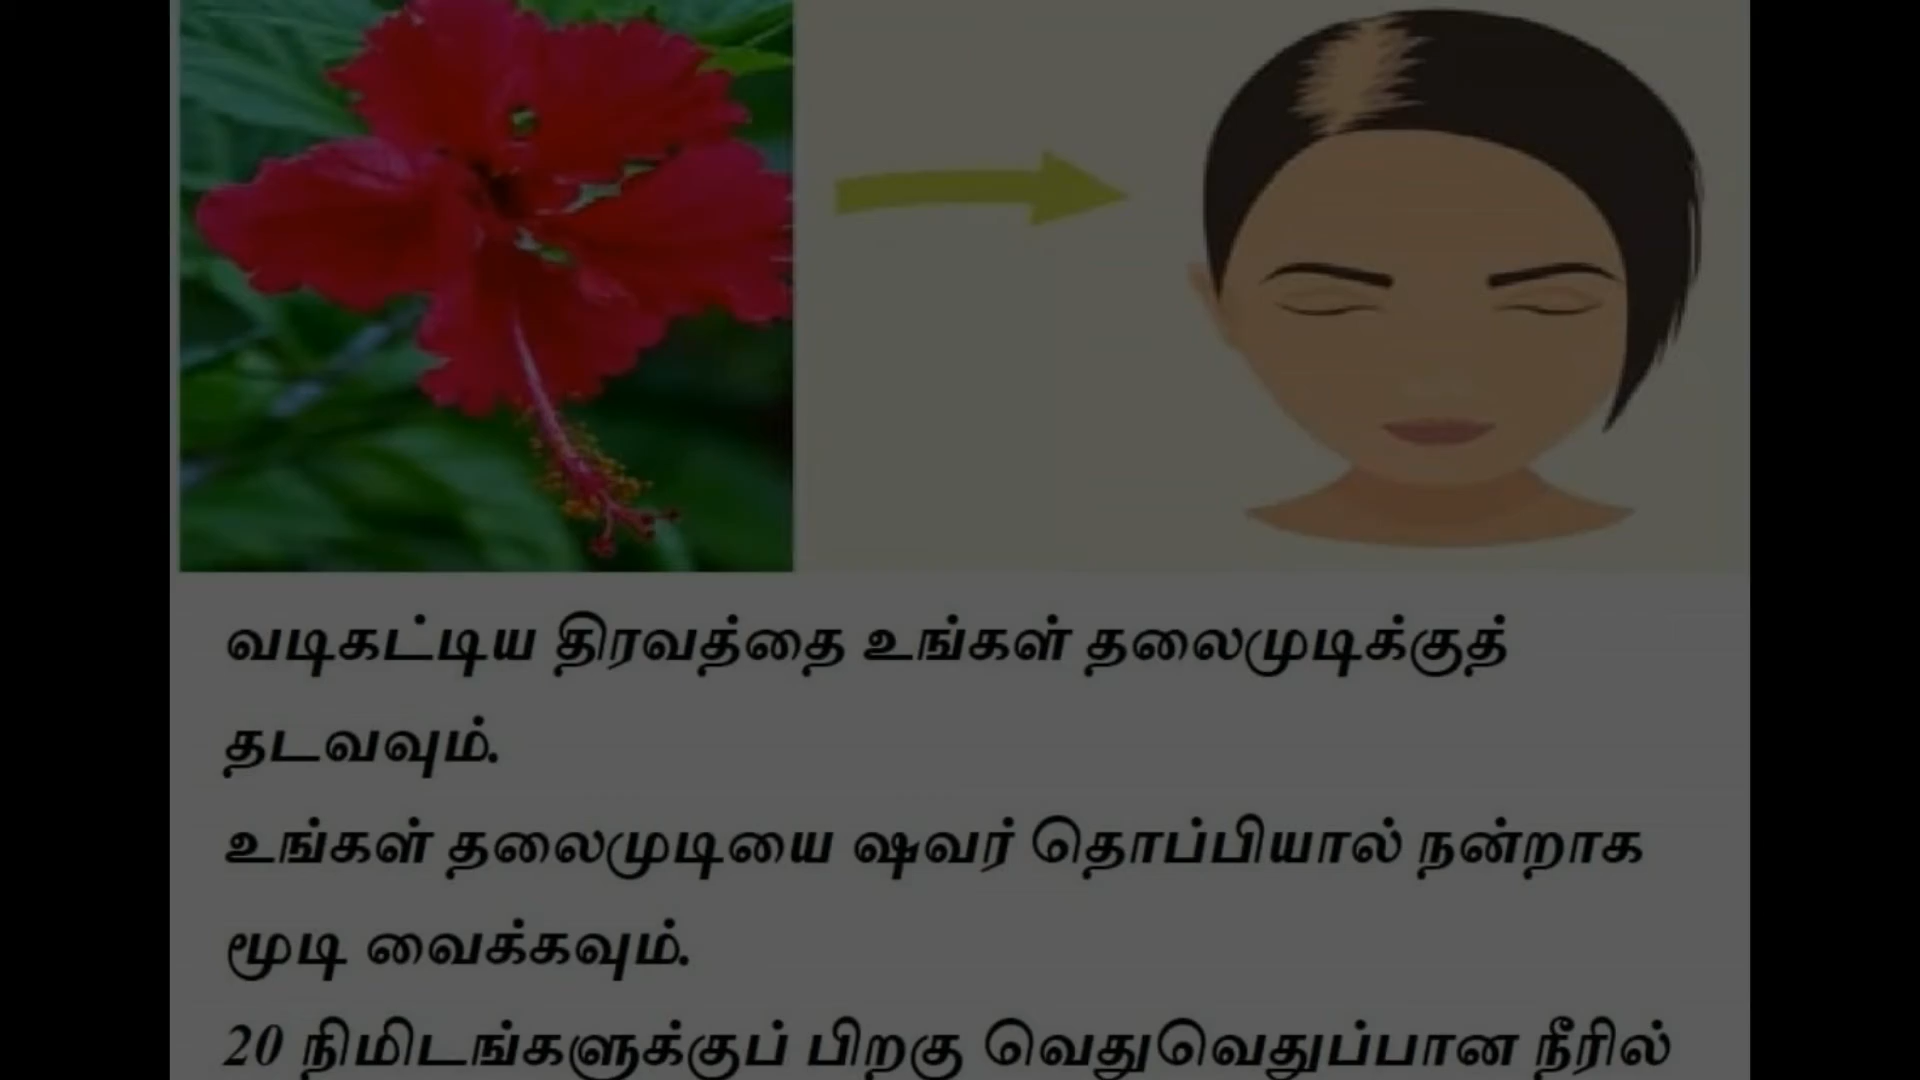 வடிகட்டிய திரவத்தை உங்கள் தலைமுடிக்குத்
தடவவும்.
உங்கள் தலைமுடியை ஷவர் தொப்பியால் நன்றாக
மூடி வைக்கவும்.
20 நிமிடங்களுக்குப் பிறகு வெதுவெதுப்பான நீரில்